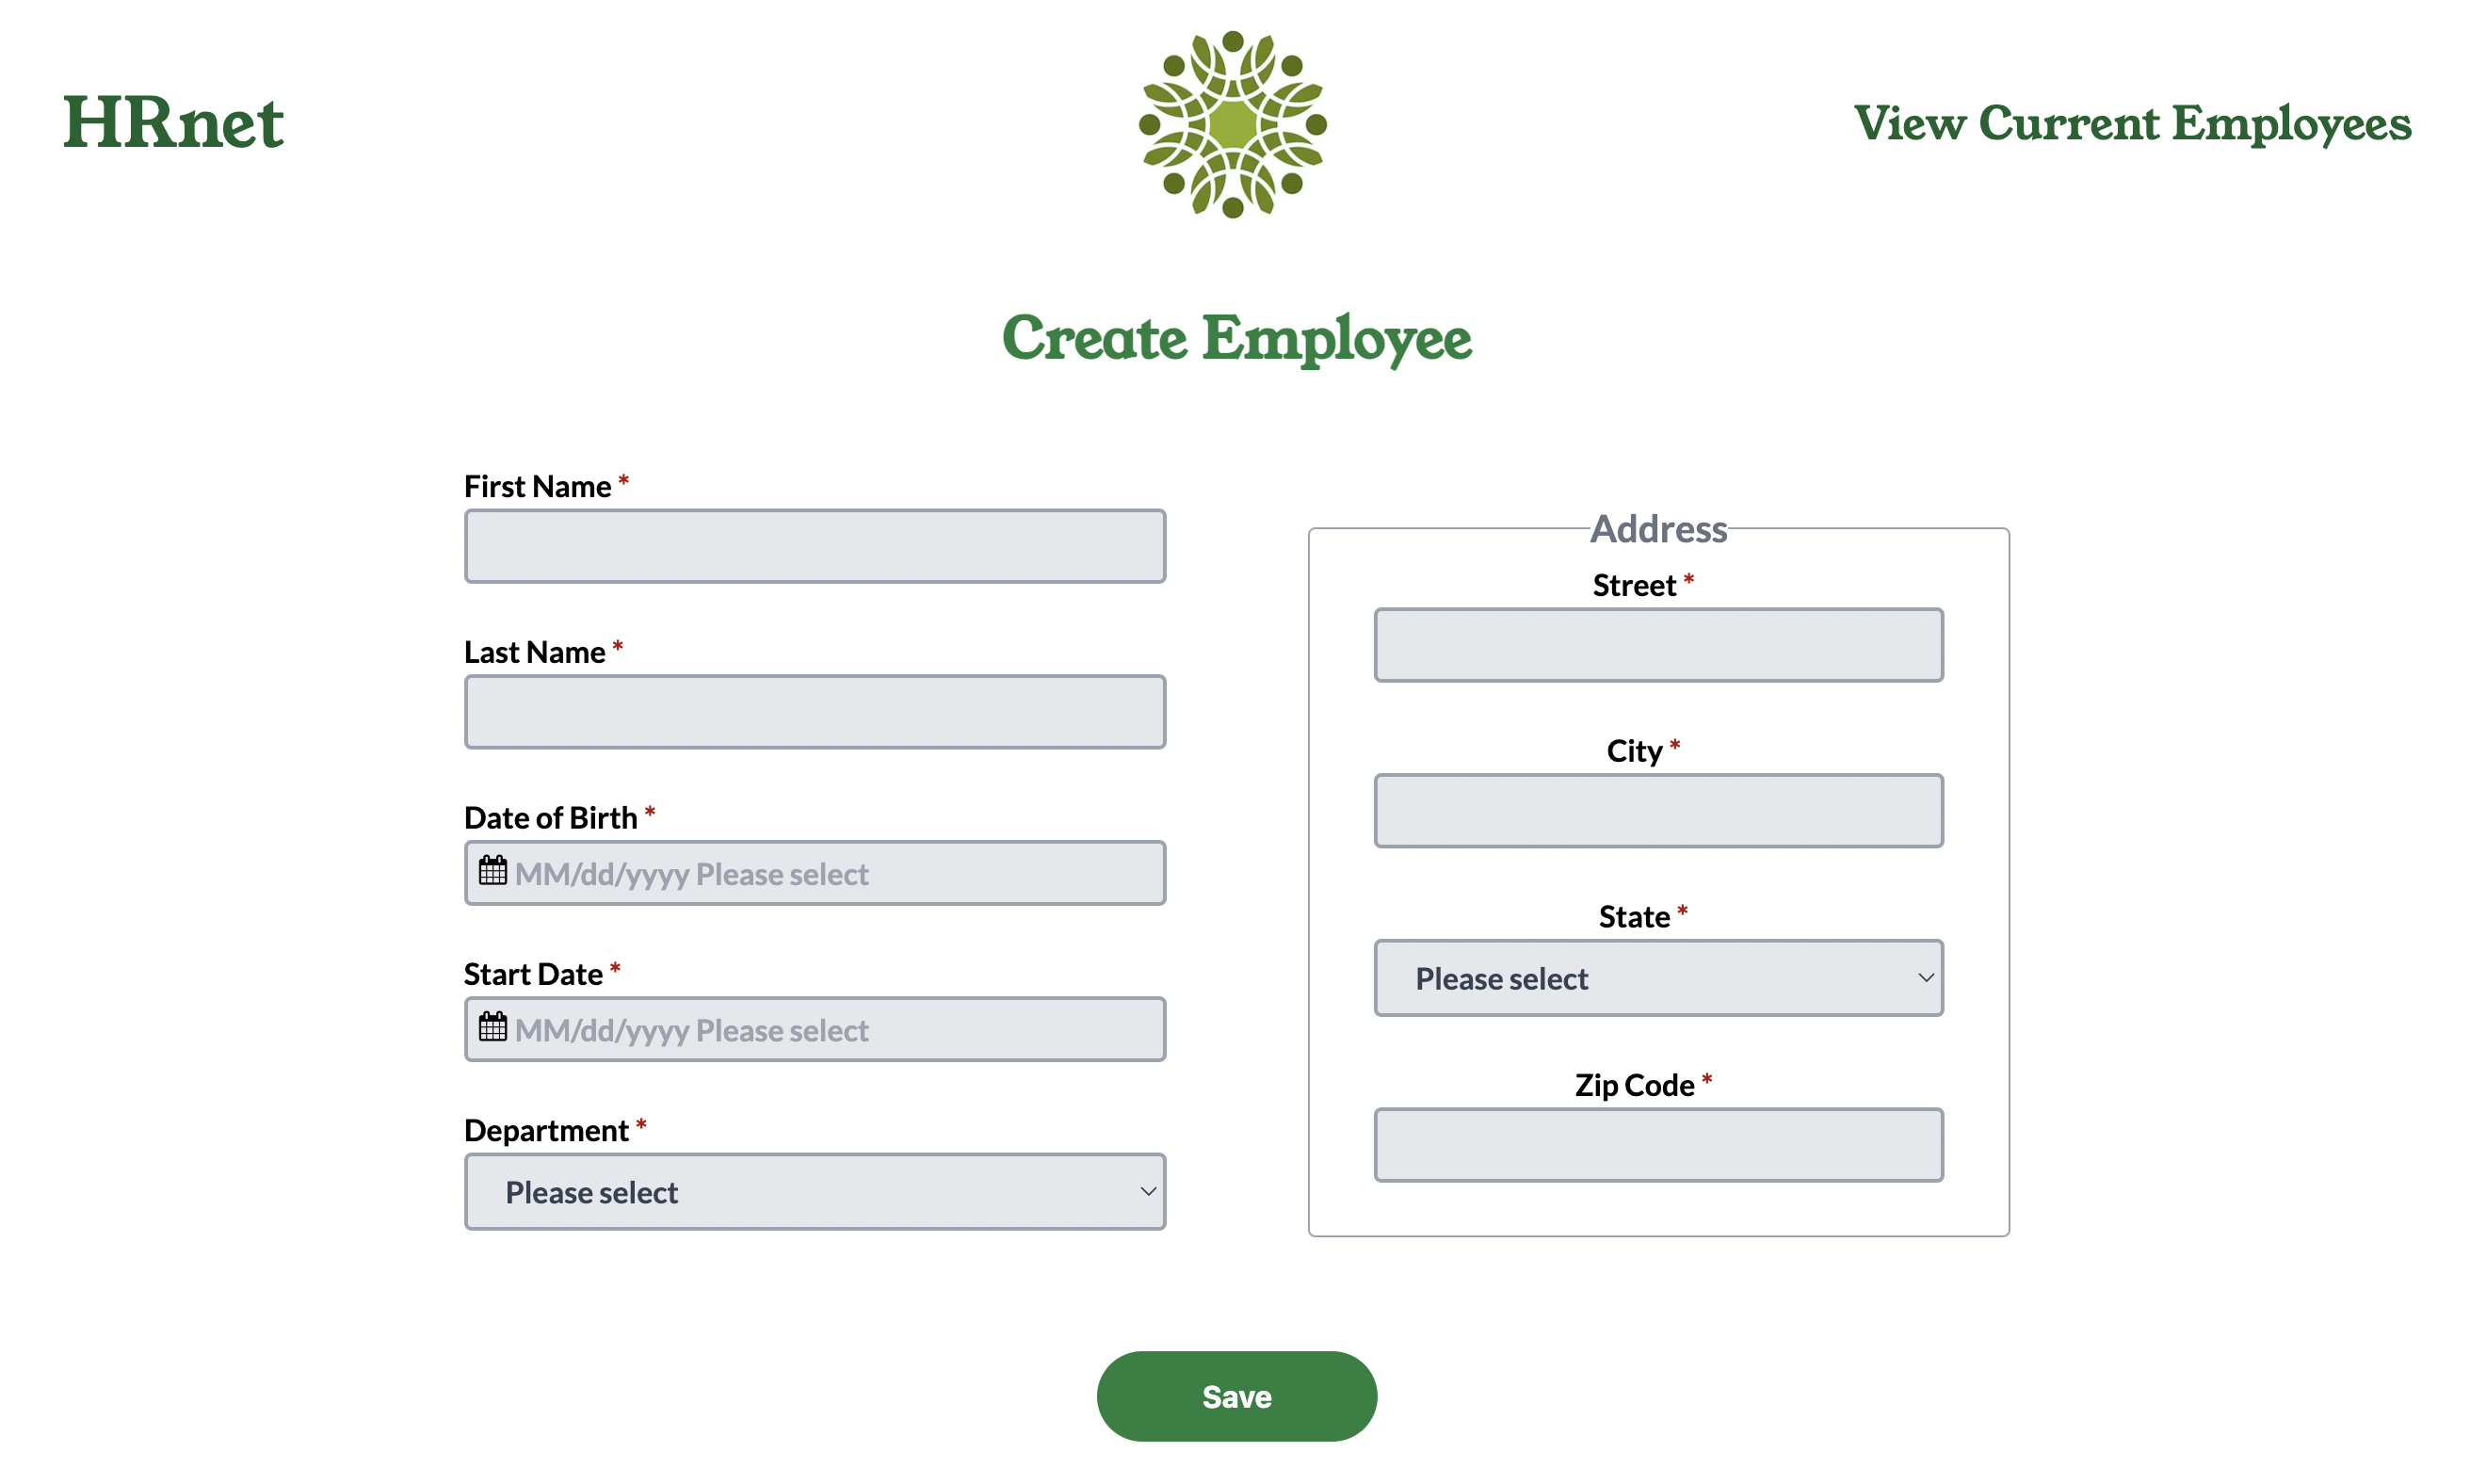 HRnet
View Current Employees
Create Employee
First Name *
Last Name *
Date of Birth *
MM/dd/yyyy Please select
Start Date *
MM/dd/yyyy Please select
Department *
Please select
Address
Street *
City *
State *
Please select
Zip Code *
Save